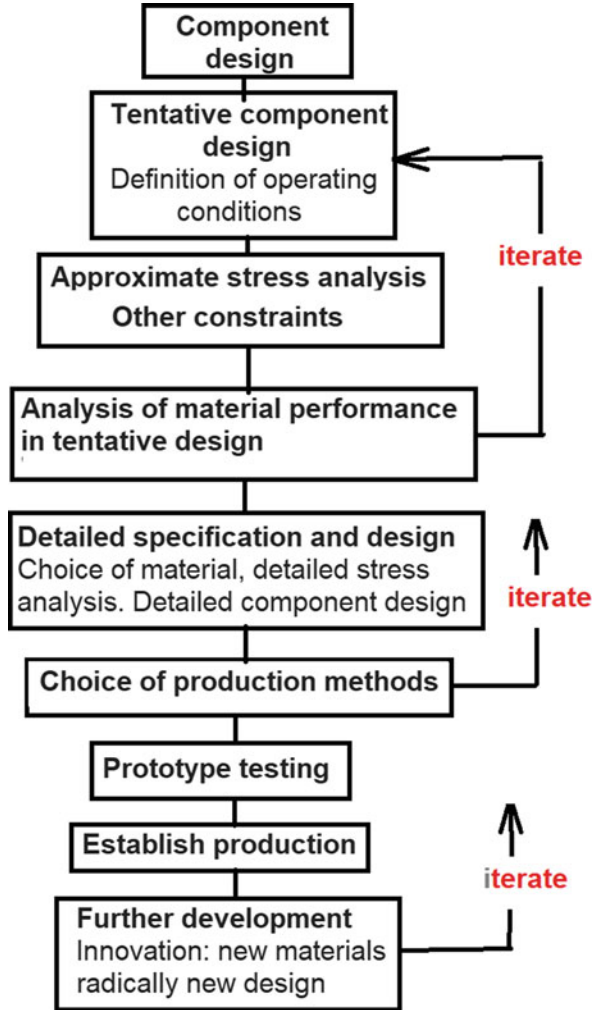 Component
design
Tentative component
design
Definition of operating
conditions
iterate
Approximate stress analysis
Other constraints
Analysis of material performance
in tentative design
Detailed specification and design
Choice of material, detailed stress
analysis. Detailed component design
iterate
Choice of production methods
Prototype testing
Establish production
iterate
Further development
Innovation: new materials
radically new design